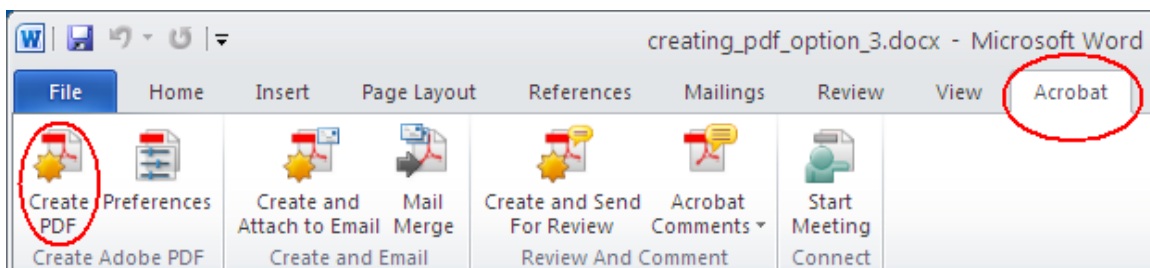 creating_pdf_option_3.docx - Microsoft Word
File Home Insert Page Layout References Mailings Review View Acrobat
Create Preferences Create and Mail Create and Send Acrobat Start
PDF Attach to Email Merge For Review Comments Meeting
Create Adobe PDF Create and Email Review And Comment Connect